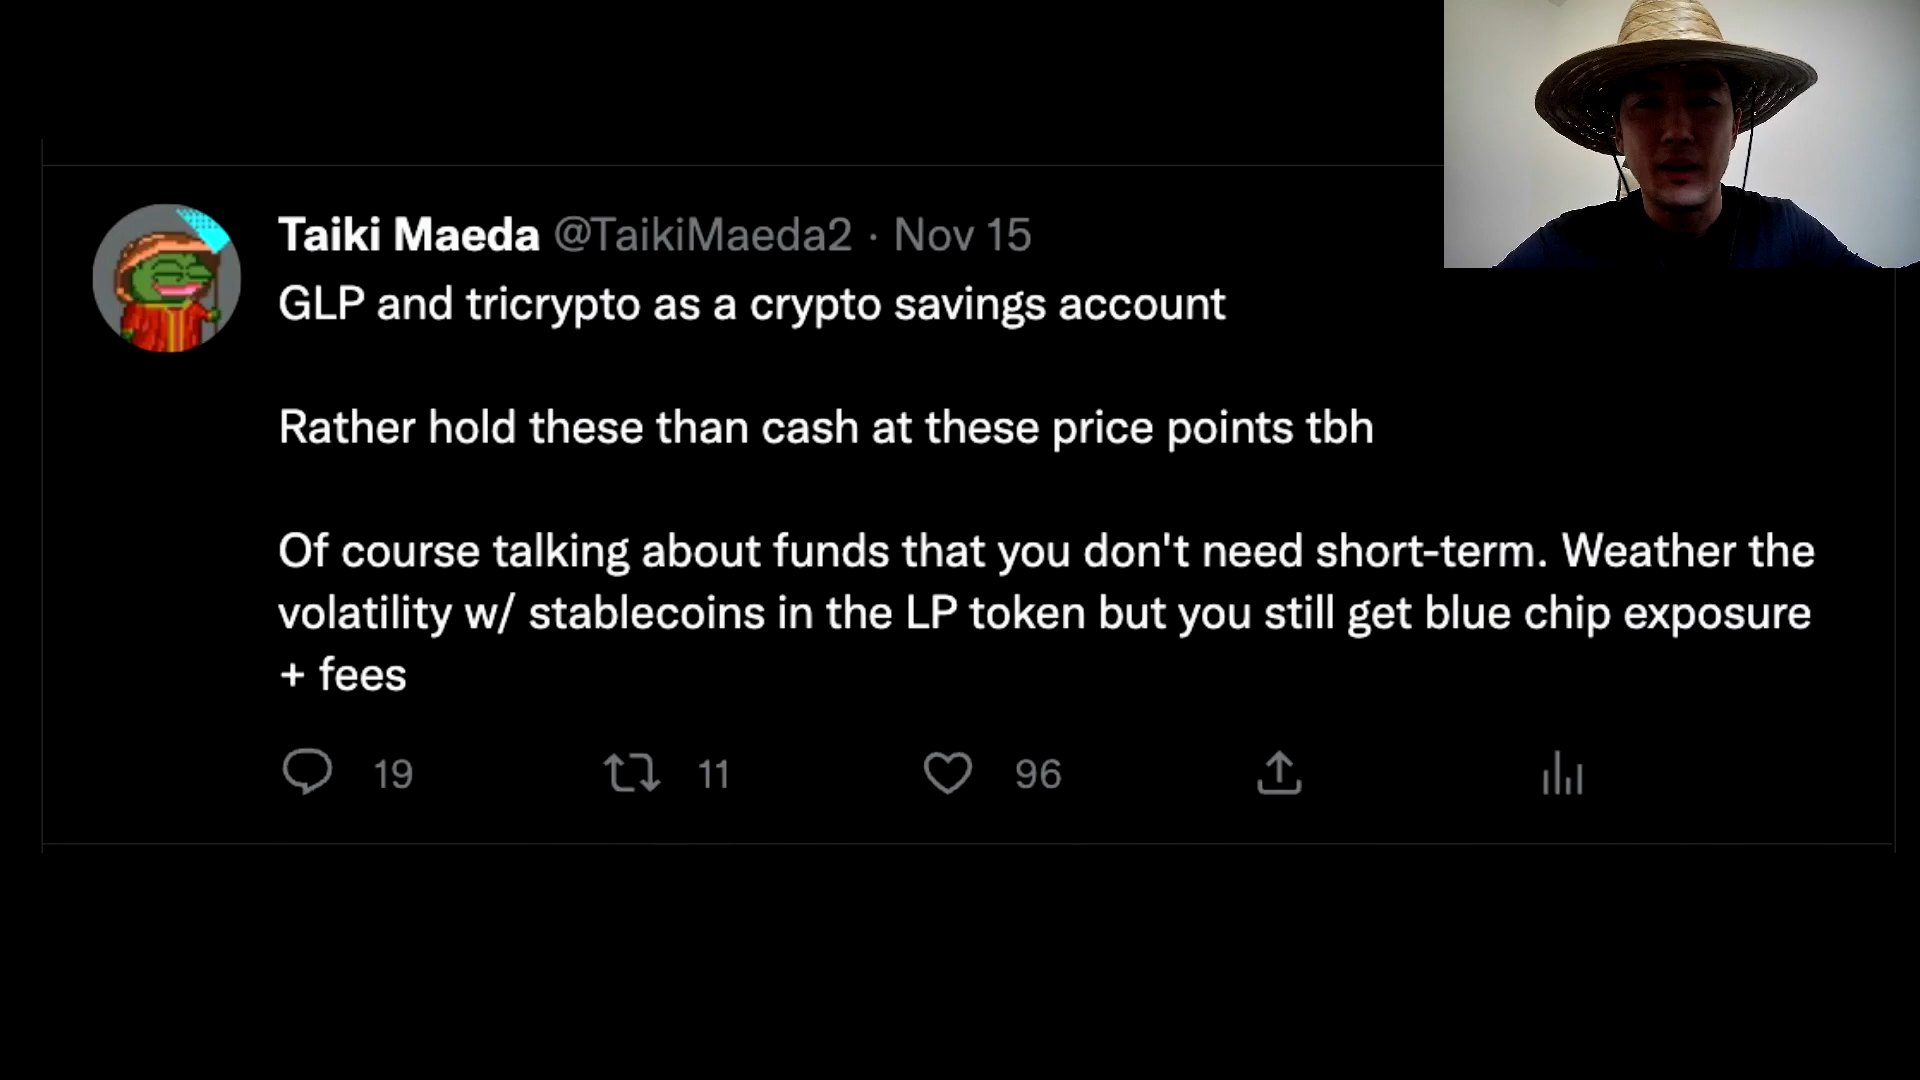 Taiki Maeda @TaikiMaeda2 · Nov 15
GLP and tricrypto as a crypto savings account
Rather hold these than cash at these price points tbh
Of course talking about funds that you don't need short-term. Weather the
volatility w/ stablecoins in the LP token but you still get blue chip exposure
+ fees
19 11 96